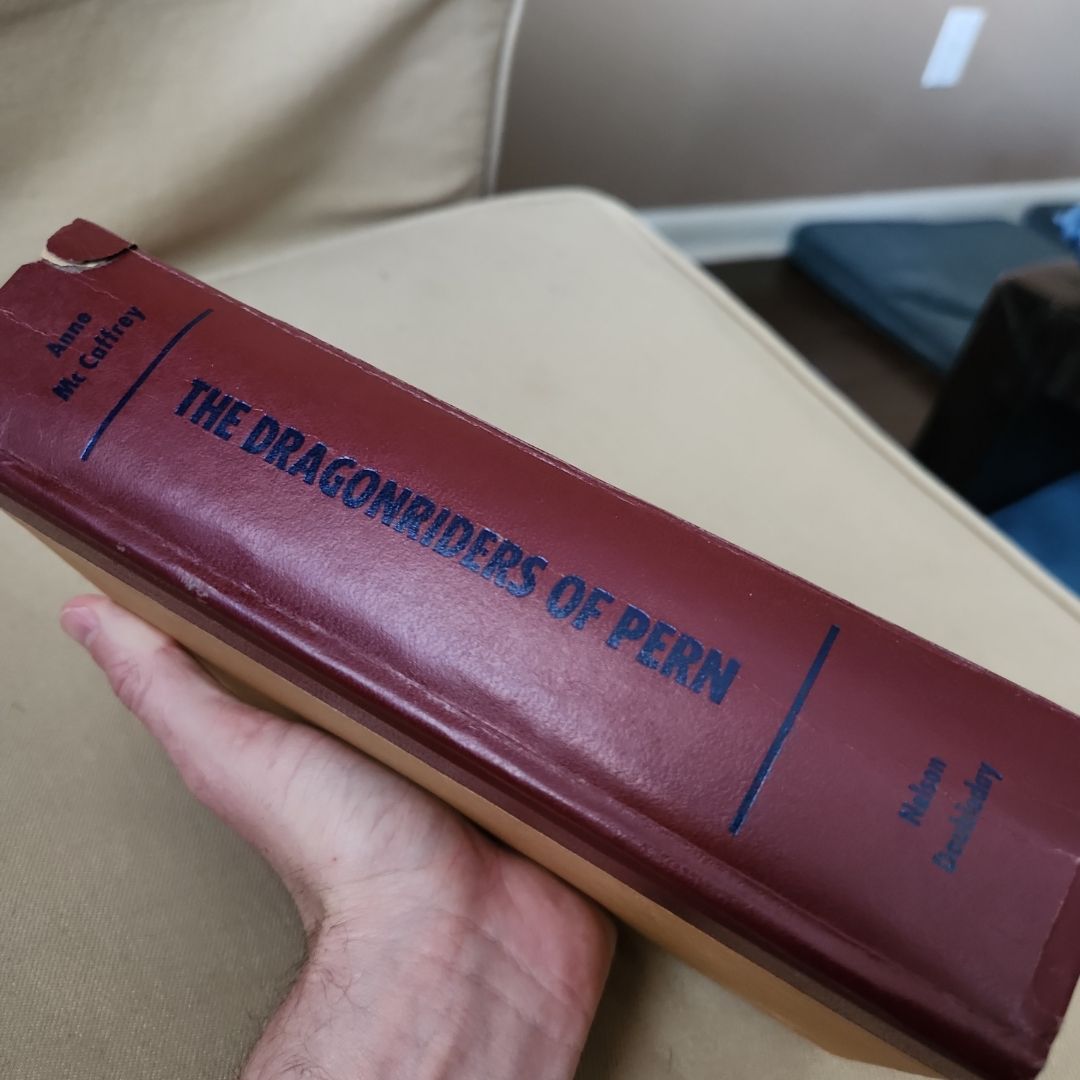 Anne
Mc Caffrey
THE DRAGONRIDERS OF PERN
Nelson
Doubleday